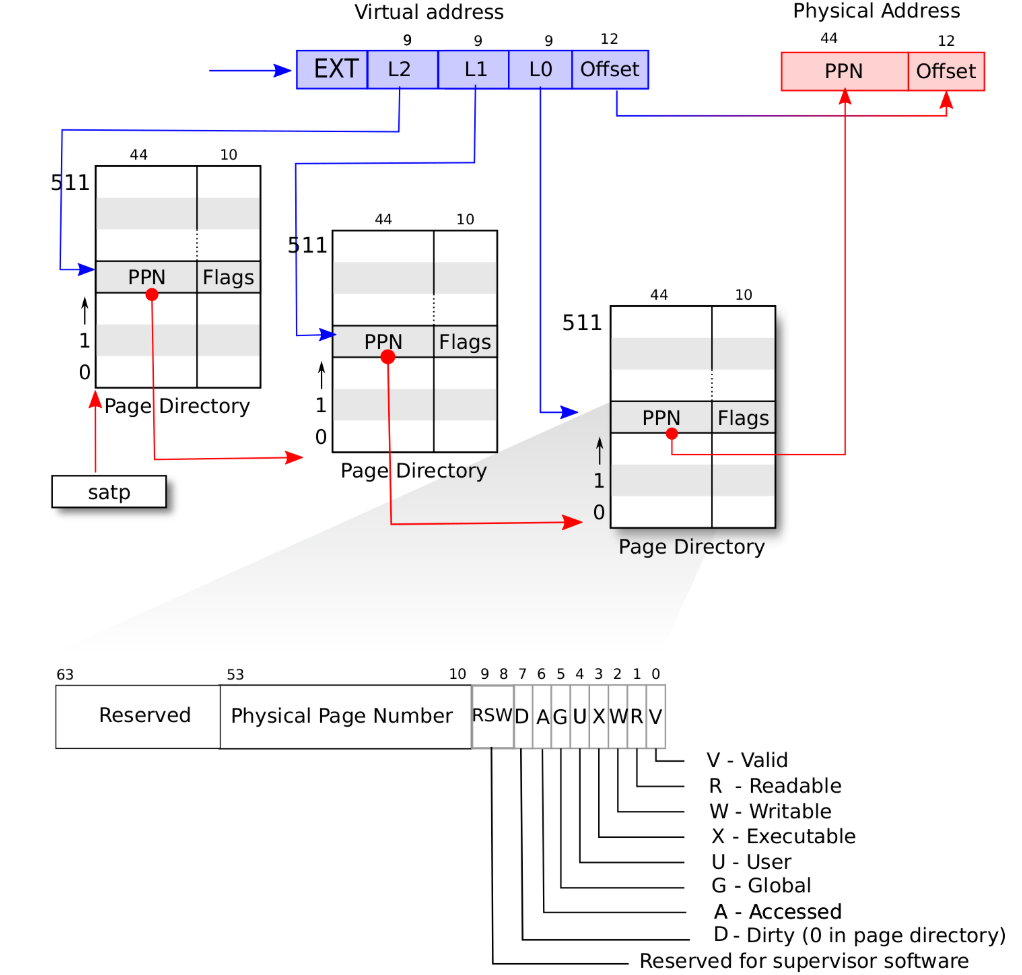 Virtual address
Physical Address
9 9 9 12
44 12
EXT L2 L1 L0 Offset
PPN Offset
44 10
511
PPN Flags
1
0
Page Directory
satp
44 10
511
PPN Flags
1
0
Page Directory
44 10
511
PPN Flags
1
0
Page Directory
63 53 10 9 8 7 6 5 4 3 2 1 0
Reserved Physical Page Number RSW D A G U X W R V
V - Valid
R - Readable
W - Writable
X - Executable
U - User
G - Global
A - Accessed
D - Dirty (0 in page directory)
Reserved for supervisor software